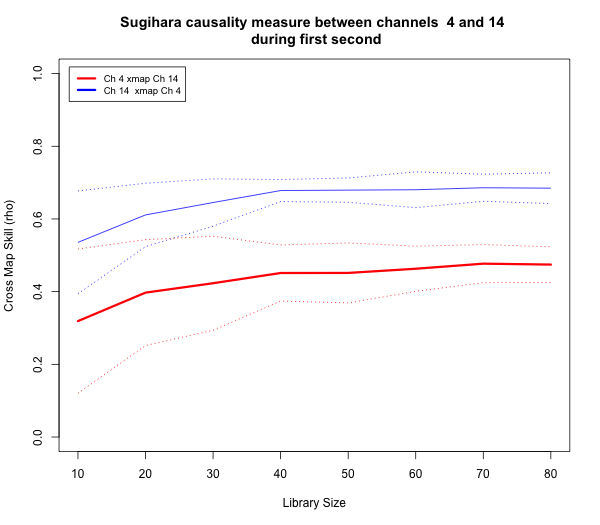 Sugihara causality measure between channels  4 and 14
during first second
Ch 4 xmap Ch 14
Ch 14  xmap Ch 4
Cross Map Skill (rho)
1.0
0.8
0.6
0.4
0.2
0.0
10 20 30 40 50 60 70 80
Library Size